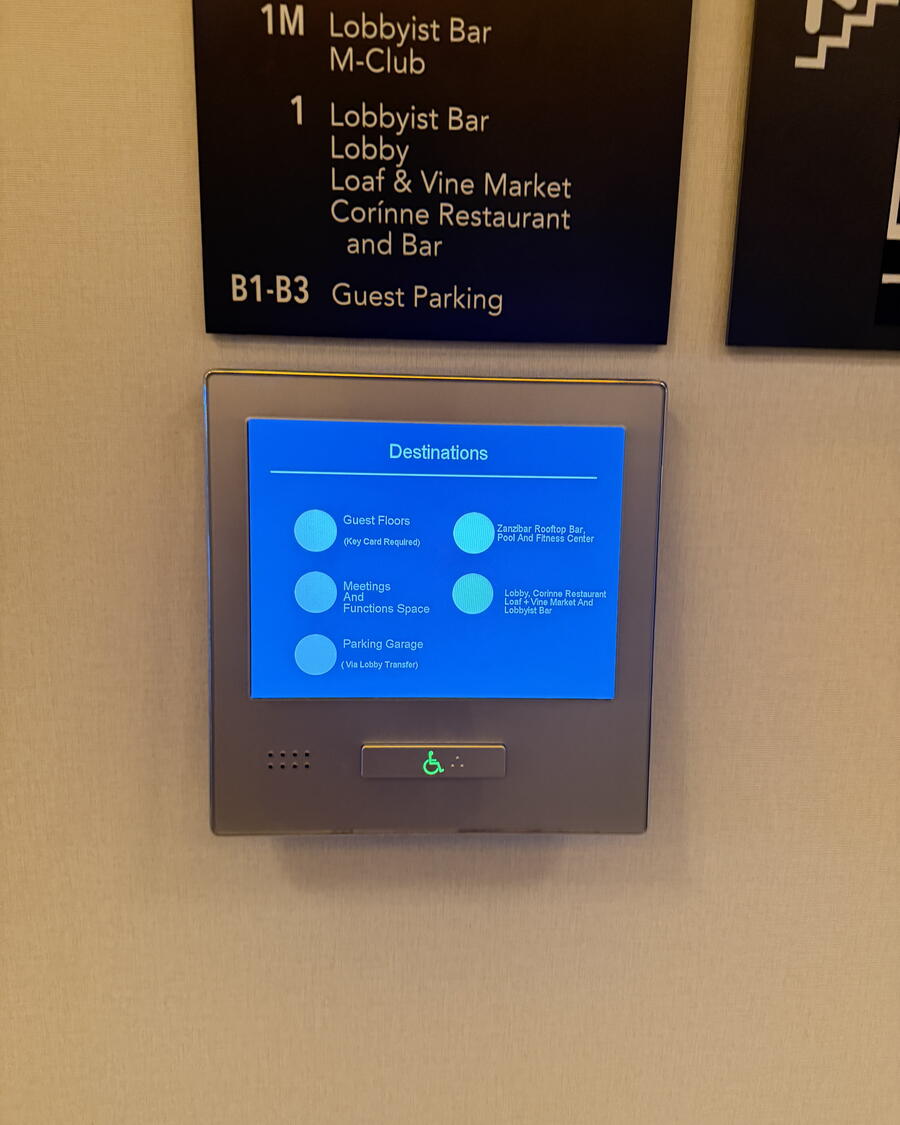 1M Lobbyist Bar
M-Club
1 Lobbyist Bar
Lobby
Loaf & Vine Market
Corínne Restaurant
and Bar
B1-B3 Guest Parking
Destinations
Guest Floors
(Key Card Required)
Meetings
And
Functions Space
Parking Garage
( Via Lobby Transfer)
Zanzibar Rooftop Bar,
Pool And Fitness Center
Lobby, Corinne Restaurant
Loaf + Vine Market And
Lobbyist Bar